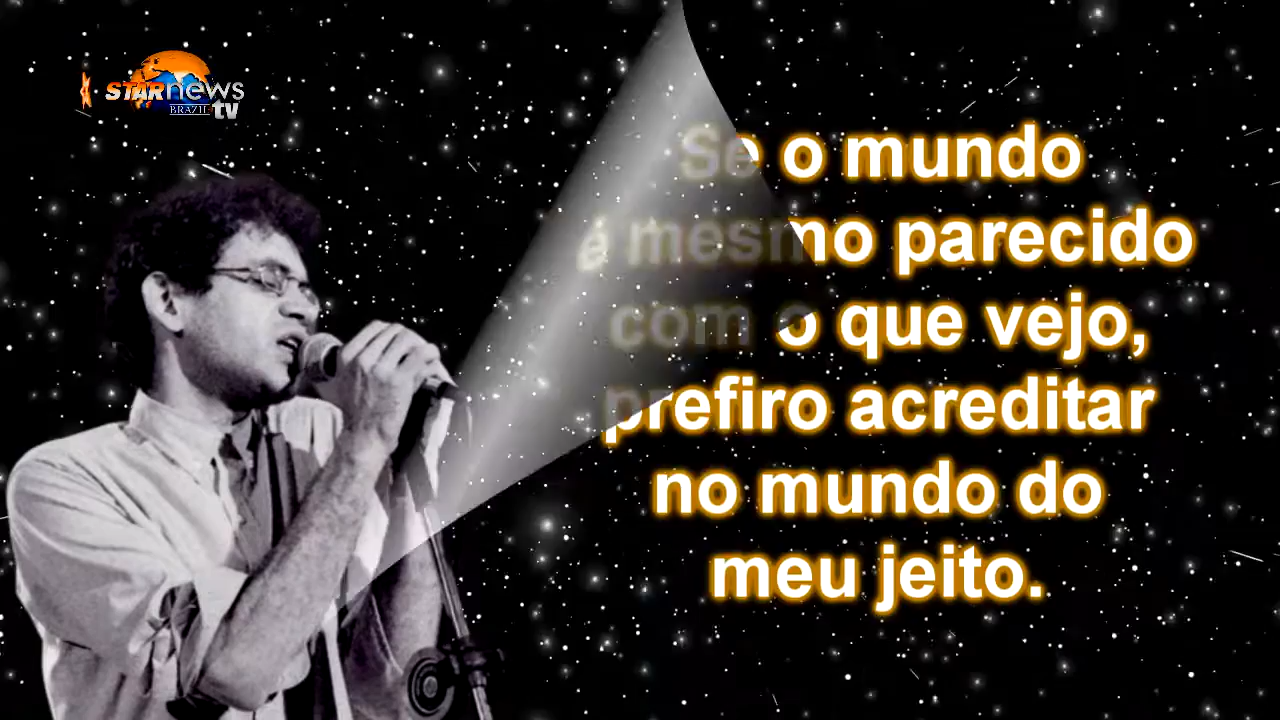 STARnews
BRAZIL tv
Se o mundo
é mesmo parecido
com o que vejo,
prefiro acreditar
no mundo do
meu jeito.